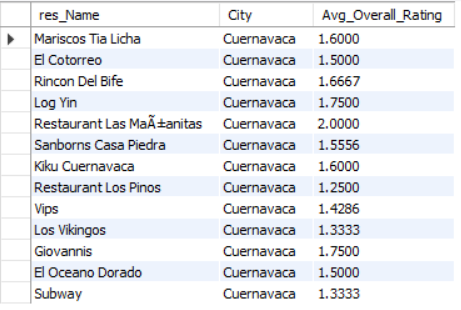 res_Name City Avg_Overall_Rating
Mariscos Tia Licha Cuernavaca 1.6000
El Cotorreo Cuernavaca 1.5000
Rincon Del Bife Cuernavaca 1.6667
Log Yin Cuernavaca 1.7500
Restaurant Las MaÃ±anitas Cuernavaca 2.0000
Sanborns Casa Piedra Cuernavaca 1.5556
Kiku Cuernavaca Cuernavaca 1.6000
Restaurant Los Pinos Cuernavaca 1.2500
Vips Cuernavaca 1.4286
Los Vikingos Cuernavaca 1.3333
Giovannis Cuernavaca 1.7500
El Oceano Dorado Cuernavaca 1.5000
Subway Cuernavaca 1.3333